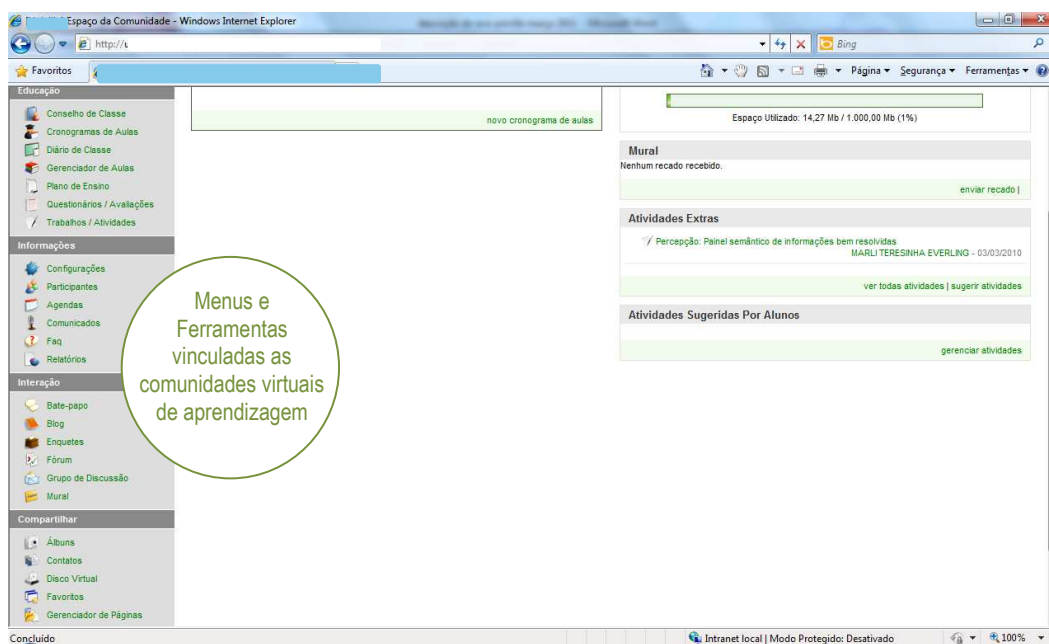 Espaço da Comunidade - Windows Internet Explorer
http://
Bing
Favoritos
Página
Segurança
Ferramentas
Educação
Conselho de Classe
Cronogramas de Aulas
Diário de Classe
Gerenciador de Aulas
Plano de Ensino
Questionários / Avaliações
Trabalhos / Atividades
Informações
Configurações
Participantes
Agendas
Comunicados
Faq
Relatórios
Interação
Bate-papo
Blog
Enquetes
Fórum
Grupo de Discussão
Mural
Compartilhar
Álbuns
Contatos
Disco Virtual
Favoritos
Gerenciador de Páginas
novo cronograma de aulas
Menus e
Ferramentas
vinculadas as
comunidades virtuais
de aprendizagem
Espaço Utilizado: 14,27 Mb / 1.000,00 Mb (1%)
Mural
Nenhum recado recebido.
enviar recado |
Atividades Extras
Percepção: Painel semântico de informações bem resolvidas
MARLI TERESINHA EVERLING - 03/03/2010
ver todas atividades | sugerir atividades
Atividades Sugeridas Por Alunos
gerenciar atividades
Concluído
Intranet local | Modo Protegido: Desativado
100%